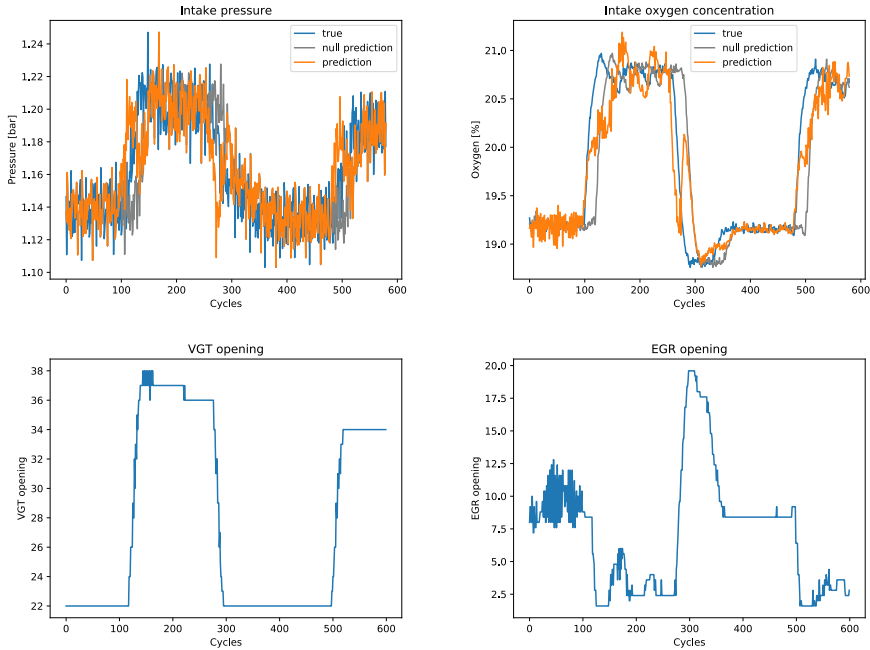 Intake pressure
true
null prediction
prediction
1.24
1.22
1.20
1.18
1.16
1.14
1.12
1.10
Pressure [bar]
0 100 200 300 400 500 600
Cycles
Intake oxygen concentration
true
null prediction
prediction
21.0
20.5
20.0
19.5
19.0
Oxygen [%]
0 100 200 300 400 500 600
Cycles
VGT opening
38
36
34
32
30
28
26
24
22
VGT opening
0 100 200 300 400 500 600
Cycles
EGR opening
20.0
17.5
15.0
12.5
10.0
7.5
5.0
2.5
EGR opening
0 100 200 300 400 500 600
Cycles